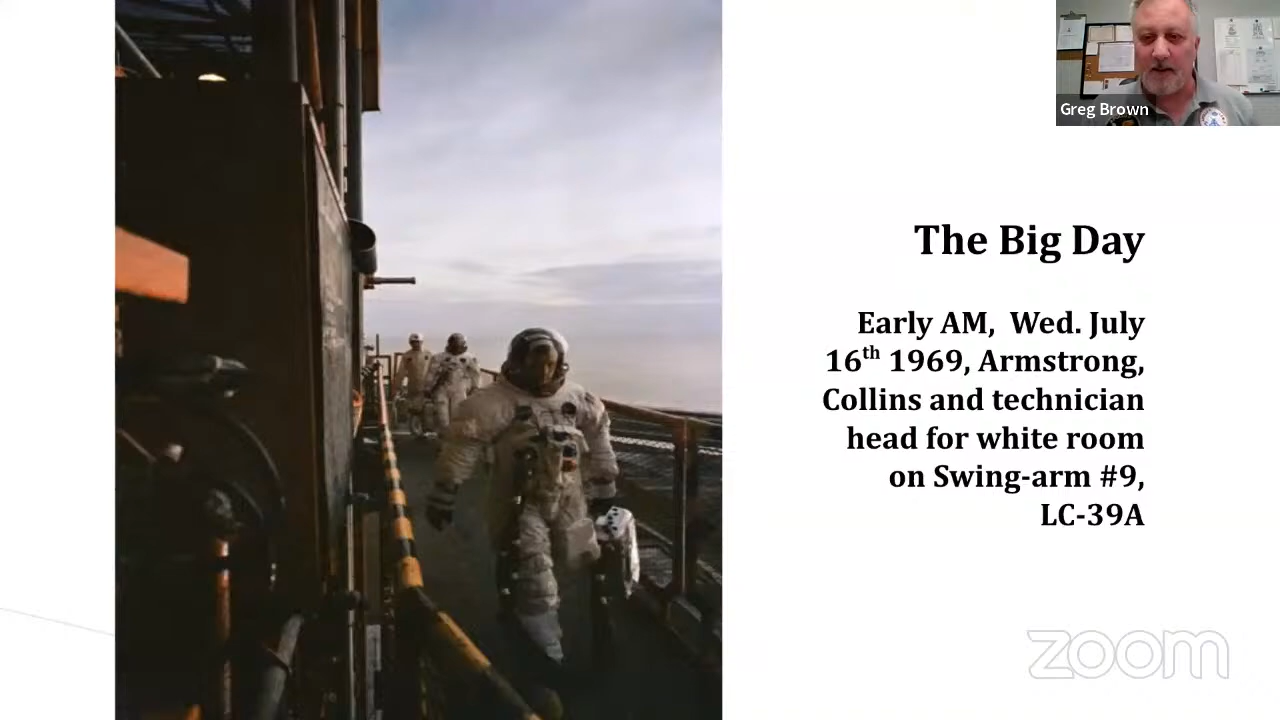 Greg Brown
The Big Day
Early AM,  Wed. July
16th 1969, Armstrong,
Collins and technician
head for white room
on Swing-arm #9,
LC-39A
zoom